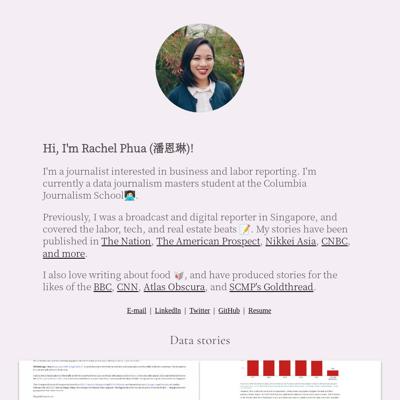 Hi, I'm Rachel Phua (潘恩琳)!
I'm a journalist interested in business and labor reporting. I'm
currently a data journalism masters student at the Columbia
Journalism School👩🏻‍💻.
Previously, I was a broadcast and digital reporter in Singapore, and
covered the labor, tech, and real estate beats 📝. My stories have been
published in The Nation, The American Prospect, Nikkei Asia, CNBC,
and more.
I also love writing about food 🥡, and have produced stories for the
likes of the BBC, CNN, Atlas Obscura, and SCMP's Goldthread.
E-mail | LinkedIn | Twitter | GitHub | Resume
Data stories